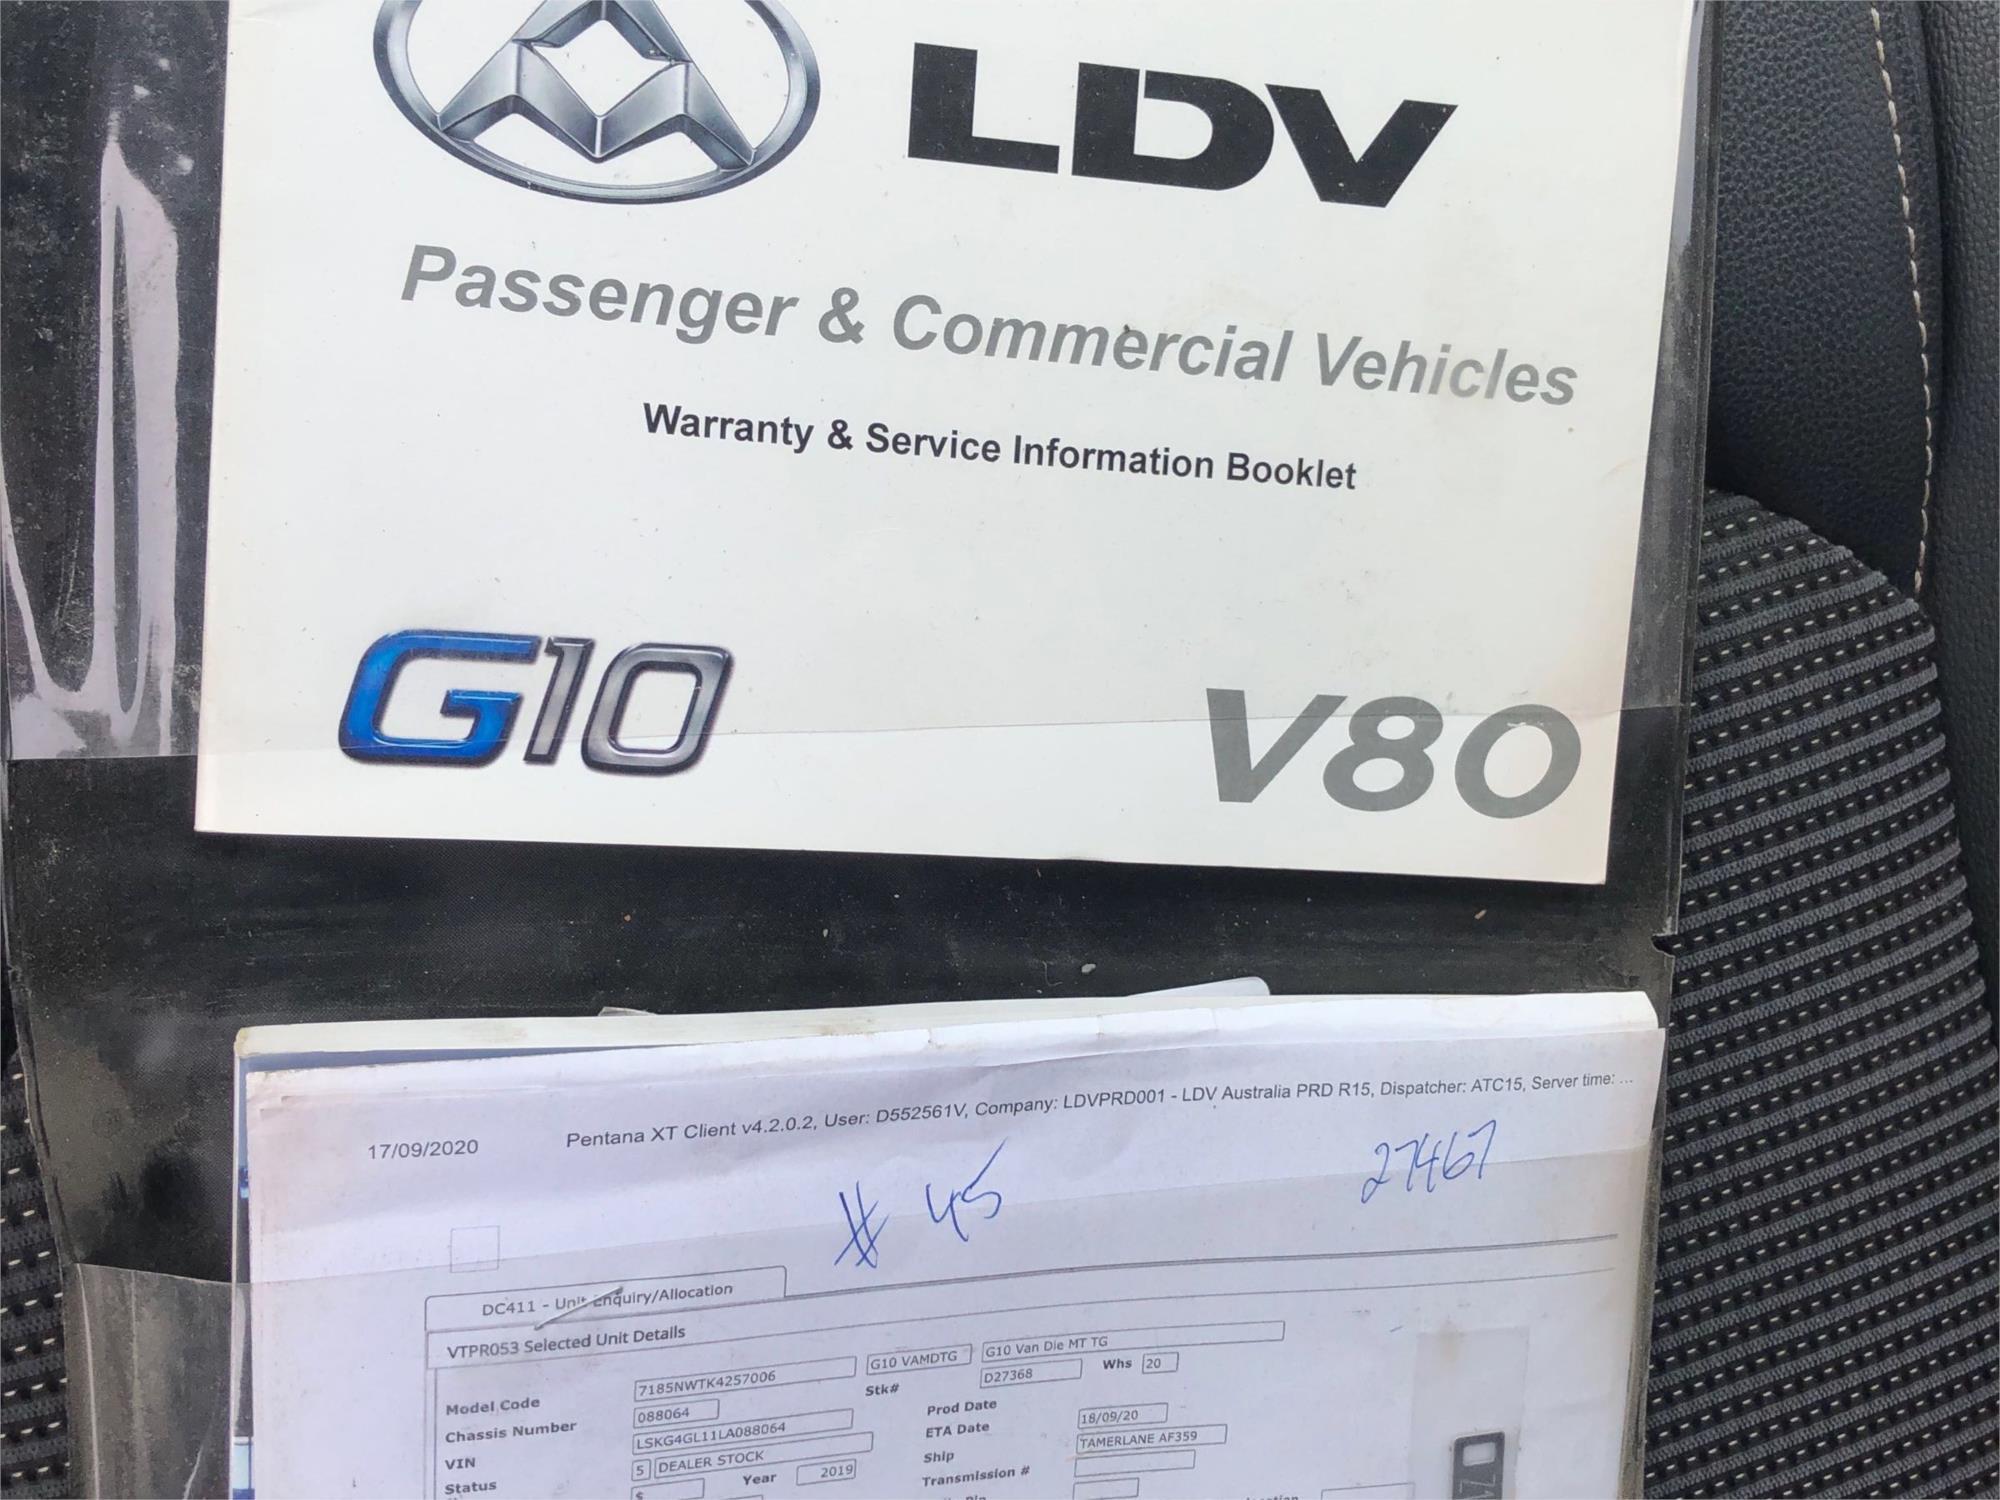 LDV
Passenger & Commercial Vehicles
Warranty & Service Information Booklet
G10 V80
17/09/2020 Pentana XT Client v4.2.0.2, User: D552561V, Company: LDVPRD001 - LDV Australia PRD R15, Dispatcher: ATC15, Server time: ...
# 45 27467
DC411 - Unit Enquiry/Allocation
VTPR053 Selected Unit Details
Model Code 7185NWTK4257006 G10 VAMDTG G10 Van Die MT TG
Chassis Number 088064 Stk# D27368 Whs 20
VIN LSKG4GL11LA088064 Prod Date
Status 5 DEALER STOCK ETA Date 18/09/20
$ Year 2019 Ship TAMERLANE AF359
Transmission #